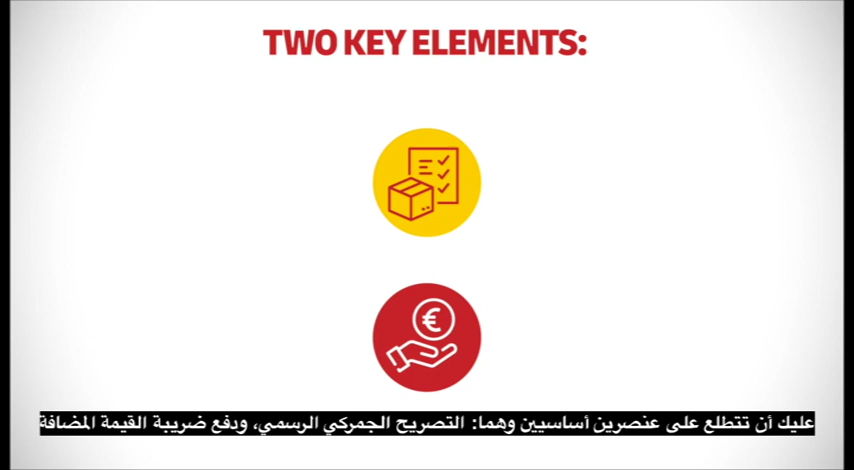 TWO KEY ELEMENTS:
€
عليك أن تتطلع على عنصرين أساسيين وهما: التصريح الجمركي الرسمي، ودفع ضريبة القيمة المضافة